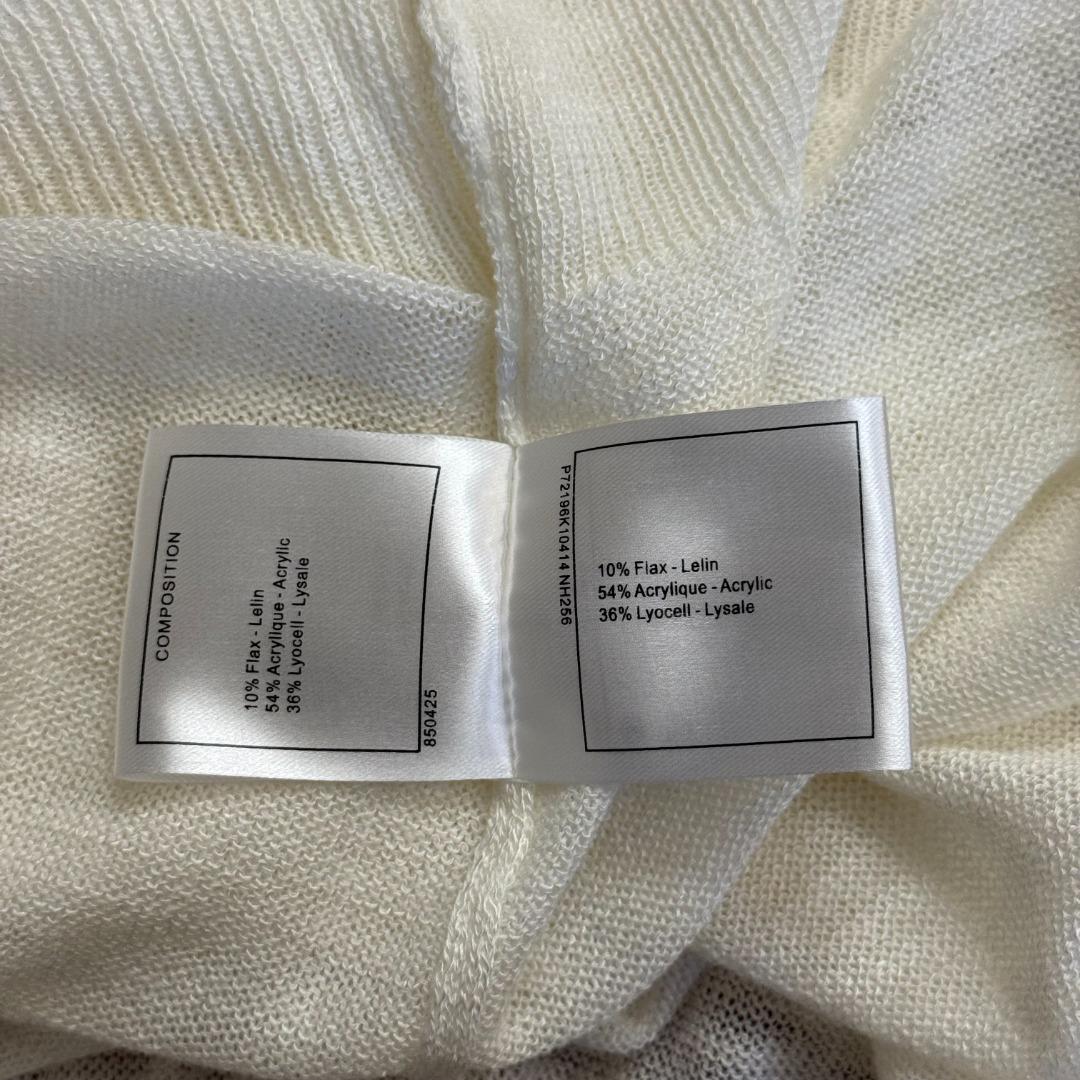 COMPOSITION
10% Flax - Lelin
54% Acrylique - Acrylic
36% Lyocell - Lysale
850425
P72196K10414 NH256
10% Flax - Lelin
54% Acrylique - Acrylic
36% Lyocell - Lysale